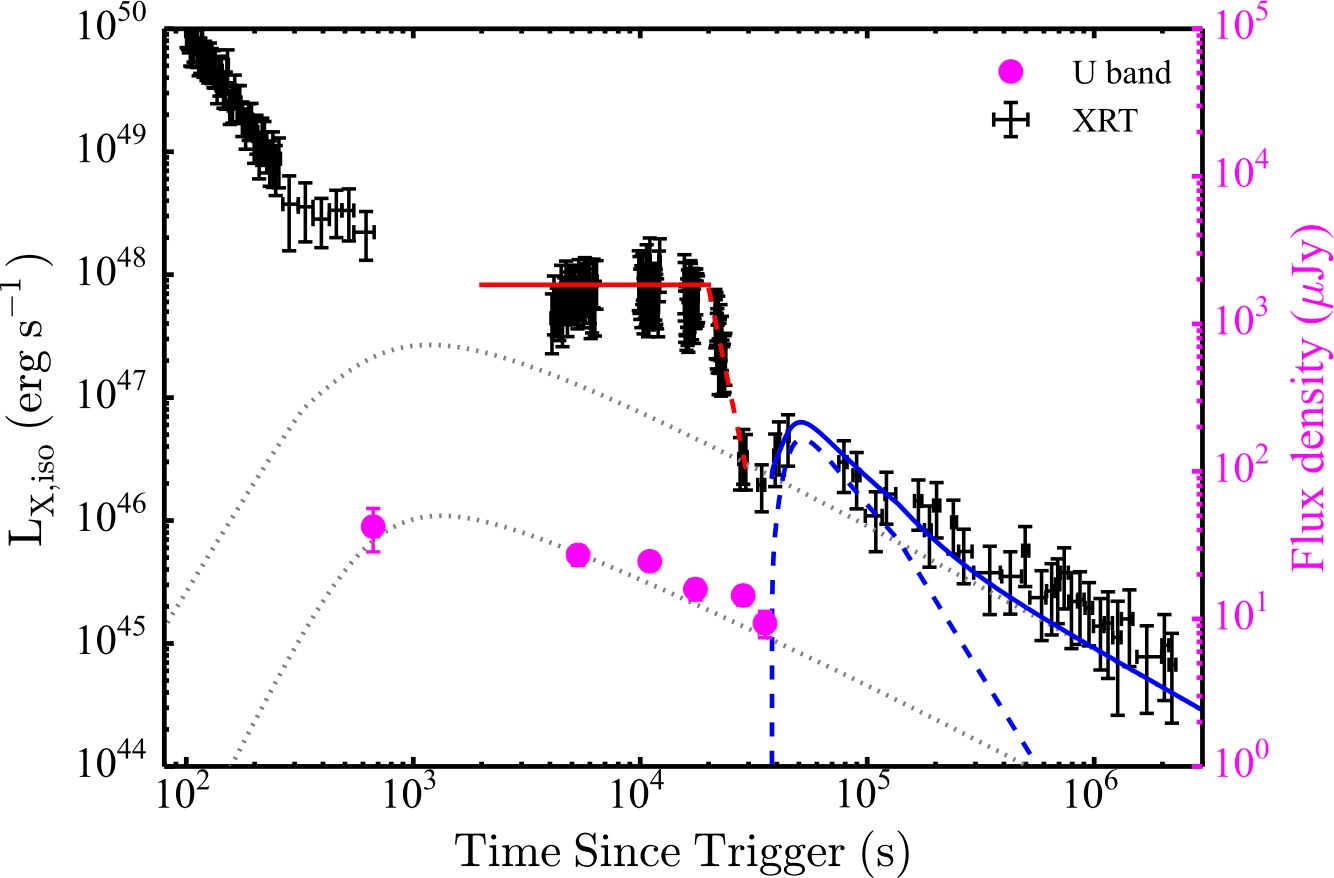 U band
XRT
10^50
10^49
10^48
10^47
10^46
10^45
10^44
L_X,iso (erg s^−1)
10^5
10^4
10^3
10^2
10^1
10^0
Flux density (μJy)
10^2 10^3 10^4 10^5 10^6
Time Since Trigger (s)